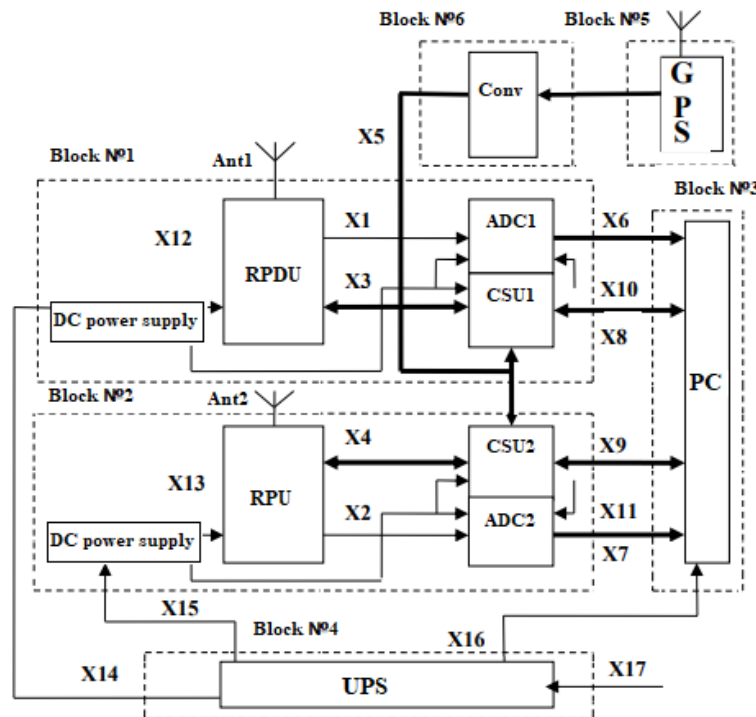 Block №6
Block №5
Conv
G
P
S
X5
Block №1
Ant1
Block №3
X12
X1
ADC1
X6
RPDU
X3
CSU1
X10
DC power supply
X8
PC
Block №2
Ant2
X4
CSU2
X9
X13
RPU
X2
ADC2
X11
DC power supply
X7
X15
Block №4
X16
X14
UPS
X17